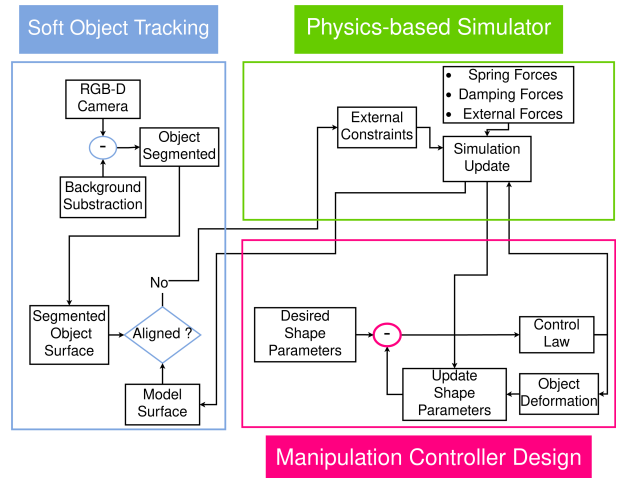 Soft Object Tracking
Physics-based Simulator
RGB-D
Camera
-
Object
Segmented
Background
Substraction
Segmented
Object
Surface
No
Aligned ?
Model
Surface
External
Constraints
• Spring Forces
• Damping Forces
• External Forces
Simulation
Update
Desired
Shape
Parameters
-
Control
Law
Update
Shape
Parameters
Object
Deformation
Manipulation Controller Design